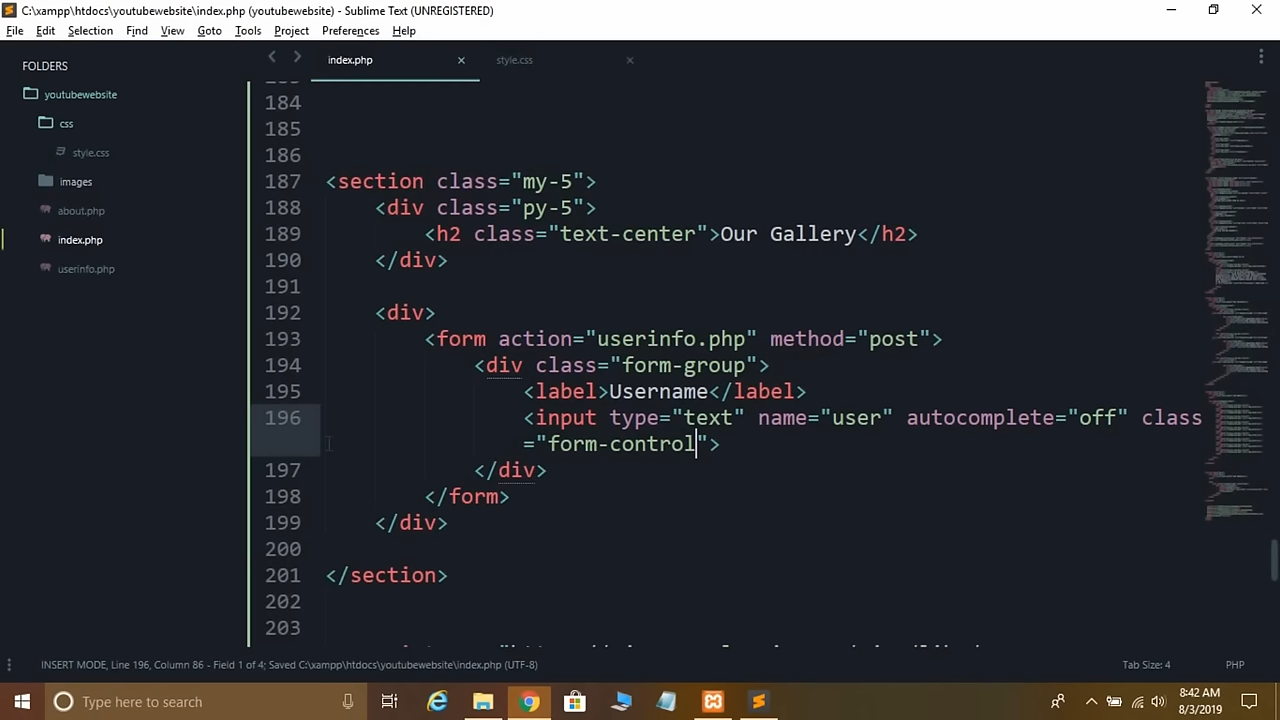 C:\xampp\htdocs\youtubewebsite\index.php (youtubewebsite) - Sublime Text (UNREGISTERED)
File Edit Selection Find View Goto Tools Project Preferences Help
FOLDERS
youtubewebsite
css
style.css
images
about.php
index.php
userinfo.php
index.php
style.css
184
185
186
187 <section class="my-5">
188 <div class="py-5">
189 <h2 class="text-center">Our Gallery</h2>
190 </div>
191
192 <div>
193 <form action="userinfo.php" method="post">
194 <div class="form-group">
195 <label>Username</label>
196 <input type="text" name="user" autocomplete="off" class
="form-control">
197 </div>
198 </form>
199 </div>
200
201 </section>
202
203
INSERT MODE, Line 196, Column 86 - Field 1 of 4; Saved C:\xampp\htdocs\youtubewebsite\index.php (UTF-8)
Tab Size: 4
PHP
Type here to search
8:42 AM
8/3/2019